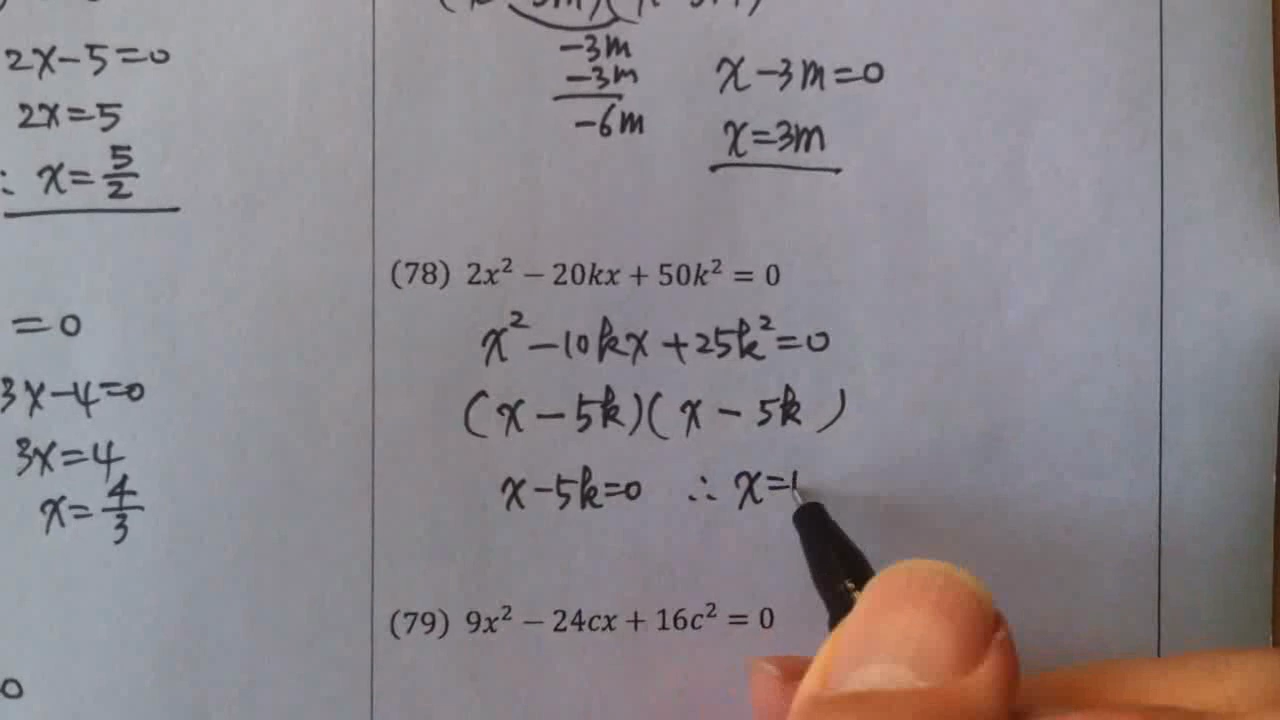 2x-5=0
2x=5
∴ x=5/2
=0
3x-4=0
3x=4
x=4/3
0
-3m
-3m
-6m
x-3m=0
x=3m
(78) 2x² − 20kx + 50k² = 0
x²-10kx+25k²=0
(x-5k)(x-5k)
x-5k=0 ∴ x=
(79) 9x² − 24cx + 16c² = 0